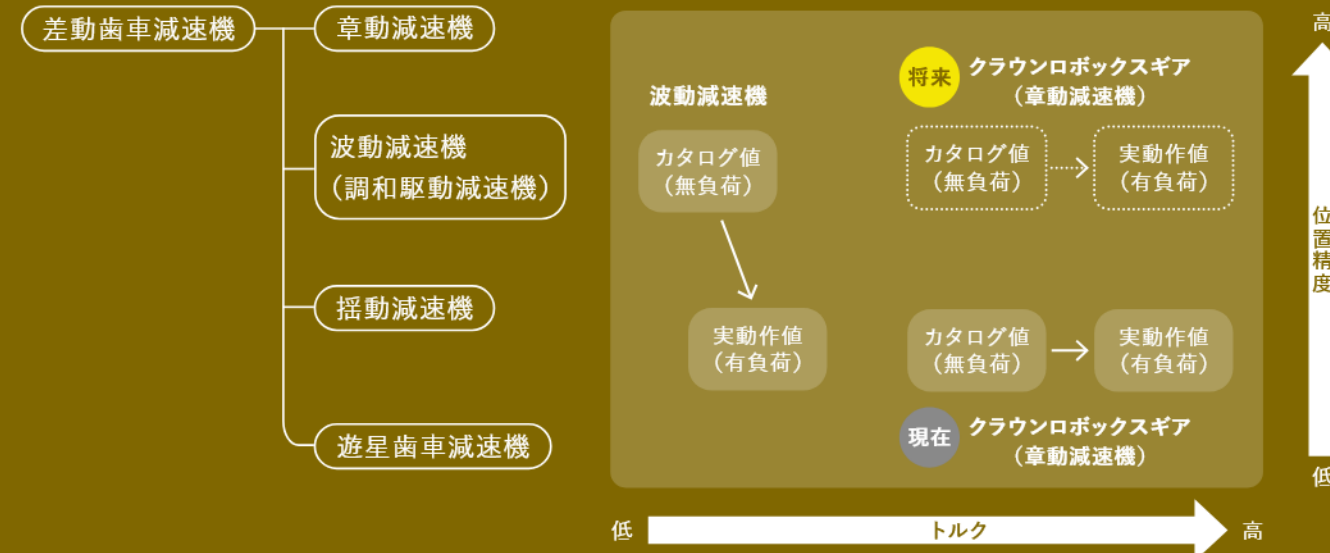 差動歯車減速機
章動減速機
波動減速機
（調和駆動減速機）
揺動減速機
遊星歯車減速機
波動減速機
カタログ値
（無負荷）
実動作値
（有負荷）
将来
クラウンロボックスギア
（章動減速機）
カタログ値
（無負荷）
実動作値
（有負荷）
カタログ値
（無負荷）
実動作値
（有負荷）
現在
クラウンロボックスギア
（章動減速機）
高
位置精度
低
低
トルク
高